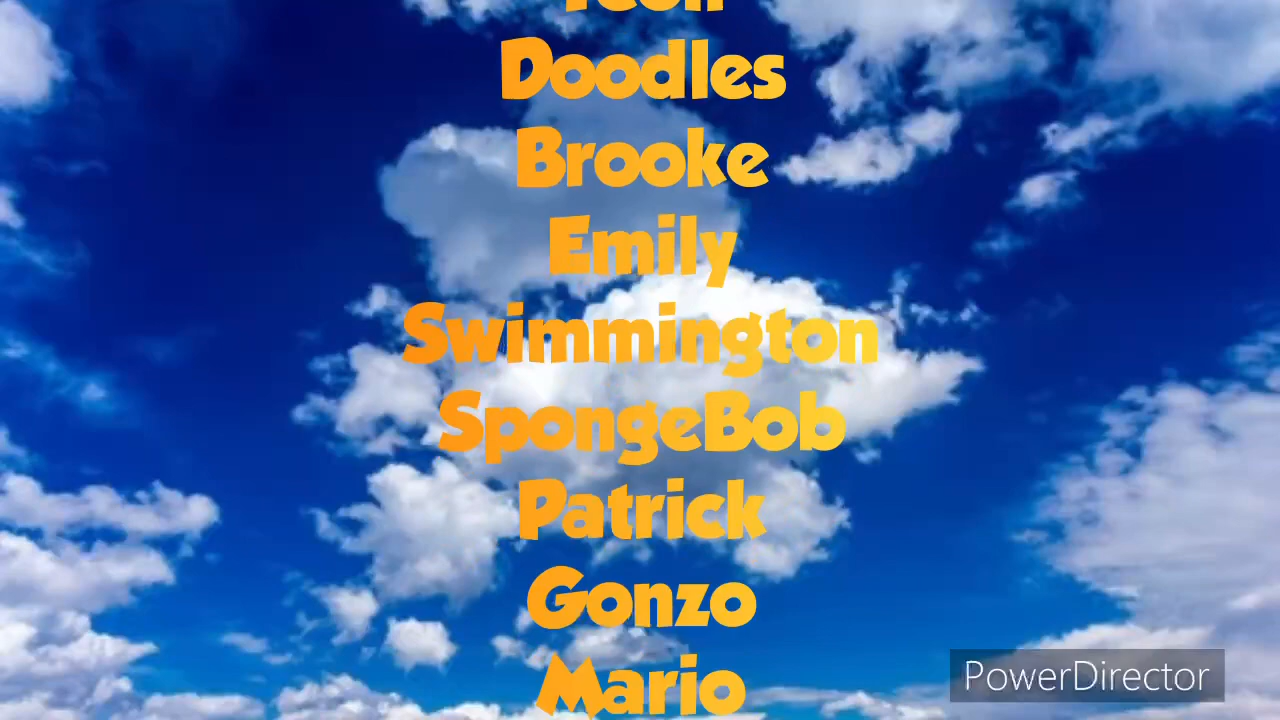 Doodles
Brooke
Emily
Swimmington
SpongeBob
Patrick
Gonzo
Mario
PowerDirector